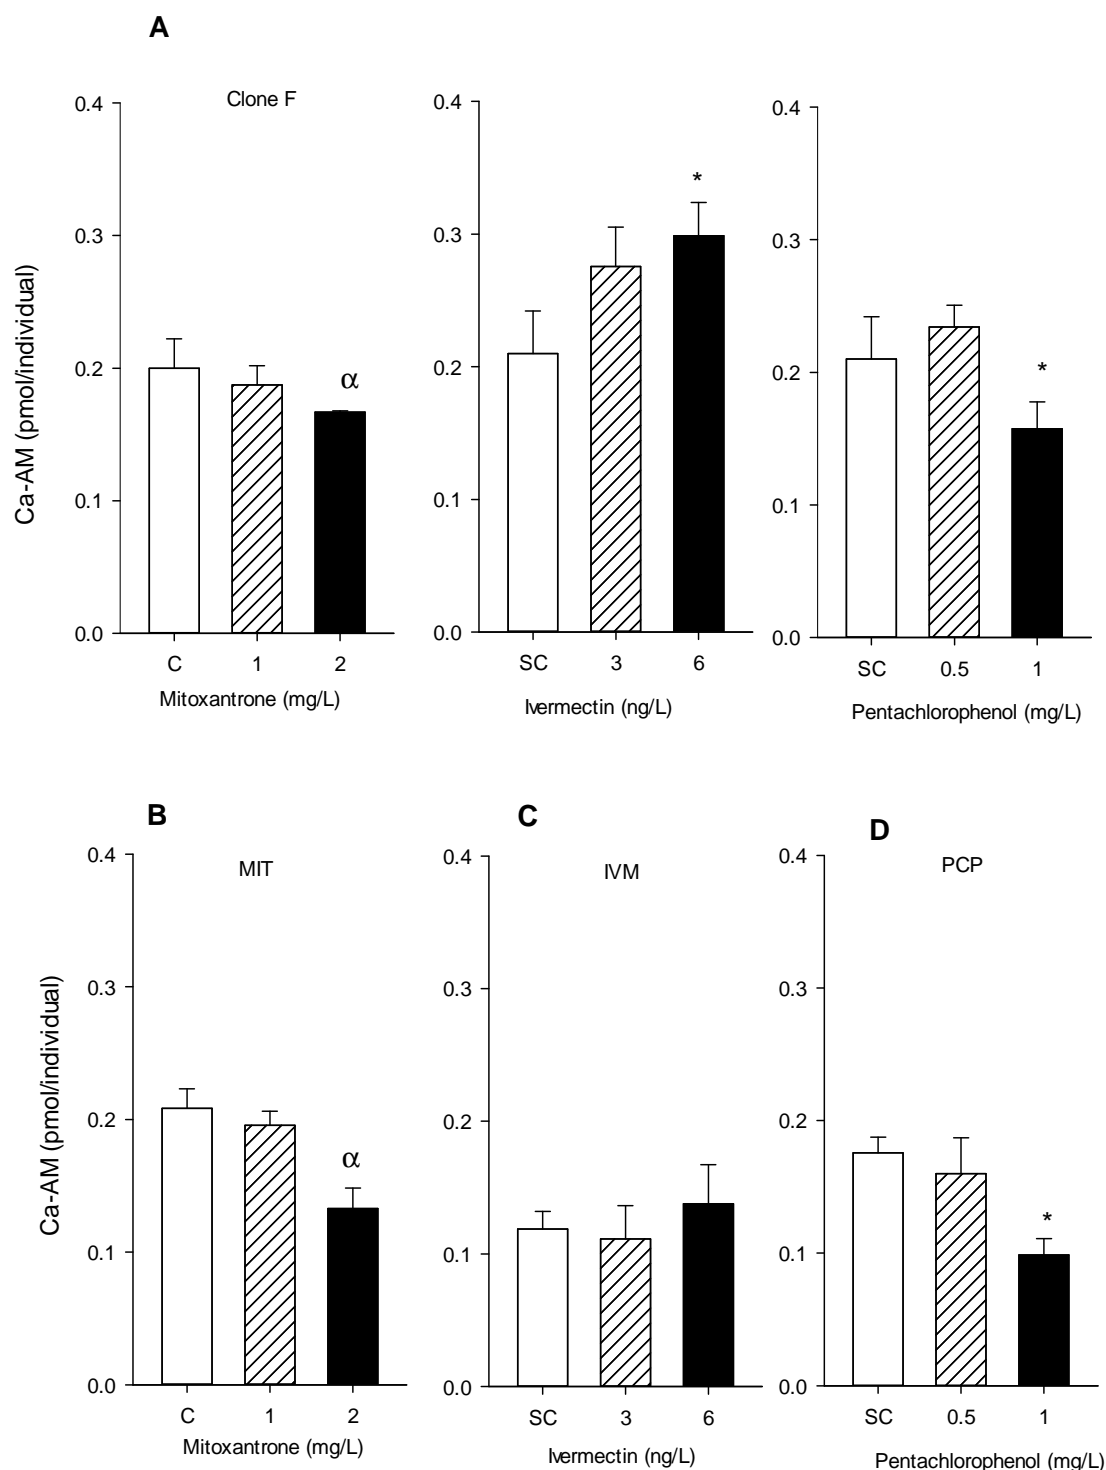 A
Clone F
Ca-AM (pmol/individual)
0.4
0.3
0.2
0.1
0.0
α
C 1 2
Mitoxantrone (mg/L)
0.4
0.3
0.2
0.1
0.0
*
SC 3 6
Ivermectin (ng/L)
0.4
0.3
0.2
0.1
0.0
*
SC 0.5 1
Pentachlorophenol (mg/L)
B
MIT
Ca-AM (pmol/individual)
0.4
0.3
0.2
0.1
0.0
α
C 1 2
Mitoxantrone (mg/L)
C
IVM
0.4
0.3
0.2
0.1
0.0
SC 3 6
Ivermectin (ng/L)
D
PCP
0.4
0.3
0.2
0.1
0.0
*
SC 0.5 1
Pentachlorophenol (mg/L)